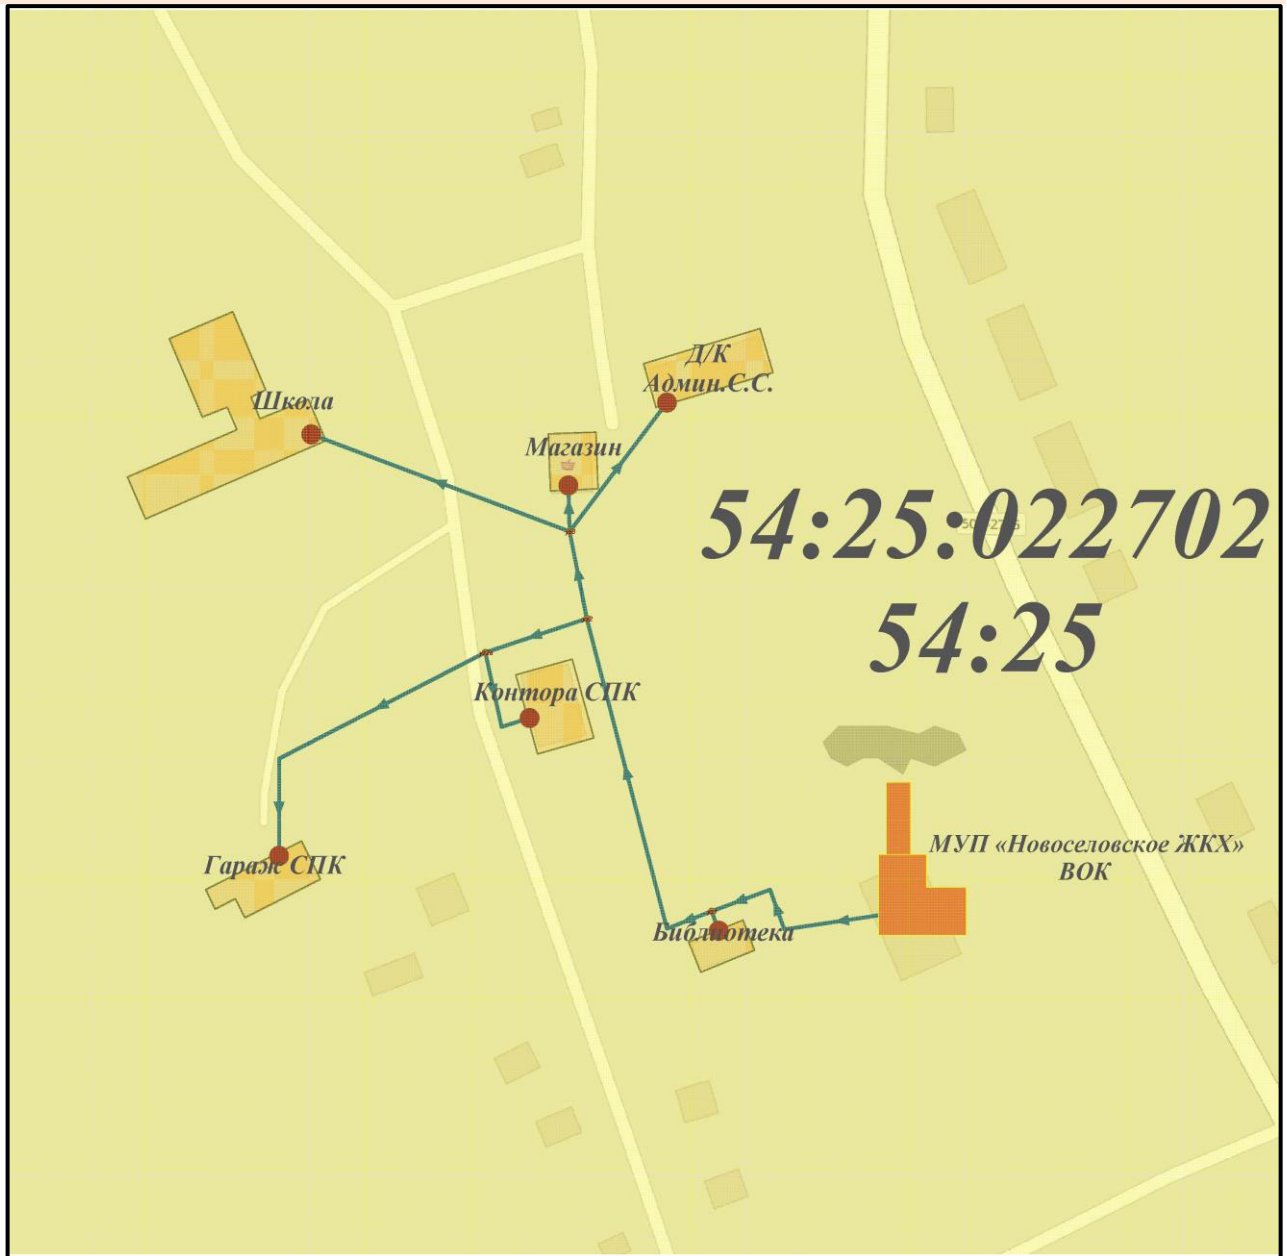 Д/К
Админ.С.С.
Школа
Магазин
54:25:022702
54:25
Контора СПК
МУП «Новоселовское ЖКХ»
ВОК
Гараж СПК
Библиотека